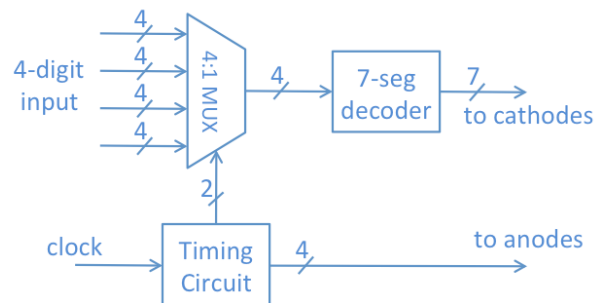 4
4
4
4
4-digit
input
4:1 MUX
4
7-seg
decoder
7
to cathodes
2
clock
Timing
Circuit
4
to anodes